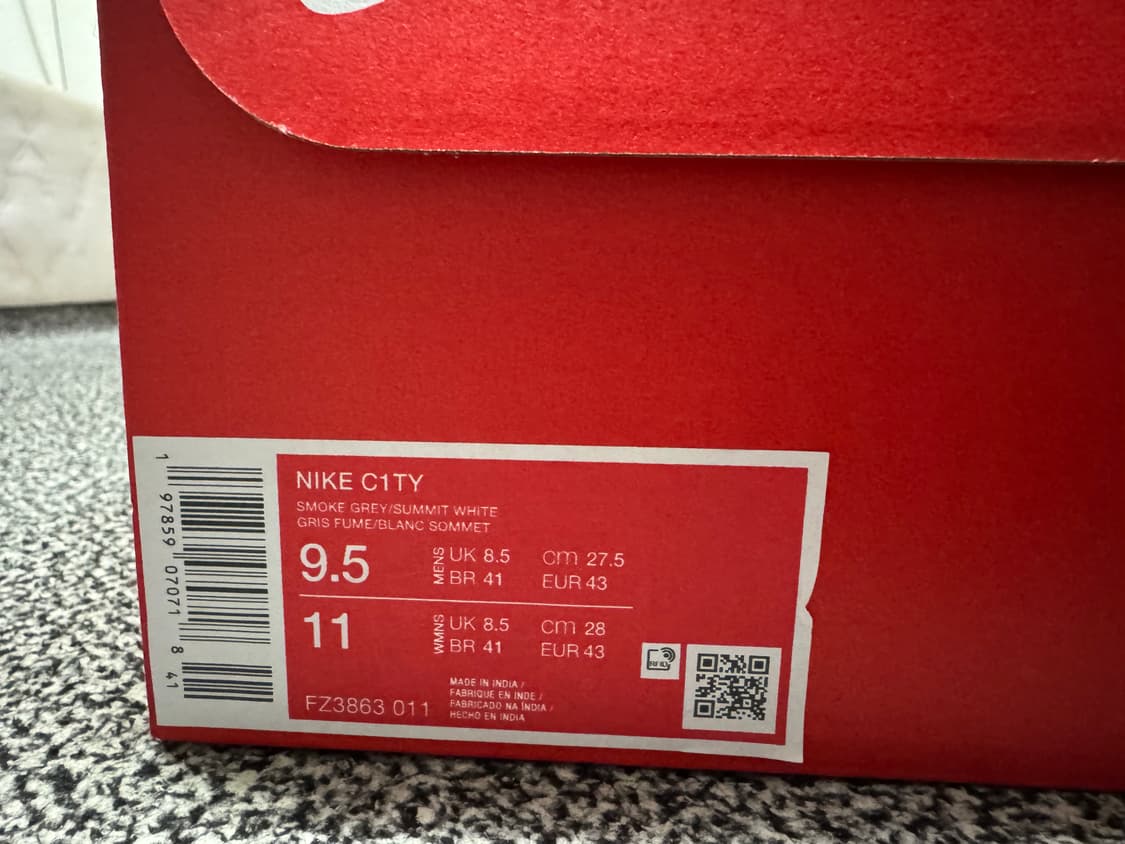 NIKE C1TY
SMOKE GREY/SUMMIT WHITE
GRIS FUME/BLANC SOMMET
9.5 MENS UK 8.5 cm 27.5
BR 41 EUR 43
11 WMNS UK 8.5 cm 28
BR 41 EUR 43
FZ3863 011
MADE IN INDIA /
FABRIQUE EN INDE /
FABRICADO NA ÍNDIA /
HECHO EN INDIA
RFID
1 97859 07071 8 41